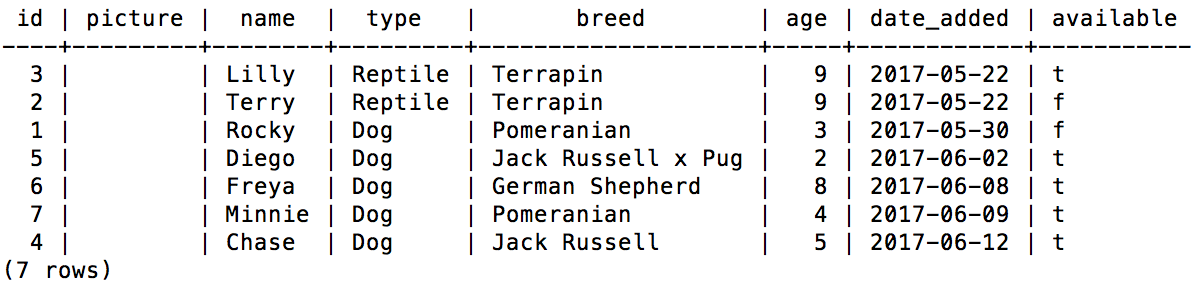 id | picture |  name  |  type   |       breed        | age | date_added | available
----+---------+--------+---------+--------------------+-----+------------+-----------
  3 |         | Lilly  | Reptile | Terrapin           |   9 | 2017-05-22 | t
  2 |         | Terry  | Reptile | Terrapin           |   9 | 2017-05-22 | f
  1 |         | Rocky  | Dog     | Pomeranian         |   3 | 2017-05-30 | f
  5 |         | Diego  | Dog     | Jack Russell x Pug |   2 | 2017-06-02 | t
  6 |         | Freya  | Dog     | German Shepherd    |   8 | 2017-06-08 | t
  7 |         | Minnie | Dog     | Pomeranian         |   4 | 2017-06-09 | t
  4 |         | Chase  | Dog     | Jack Russell       |   5 | 2017-06-12 | t
(7 rows)